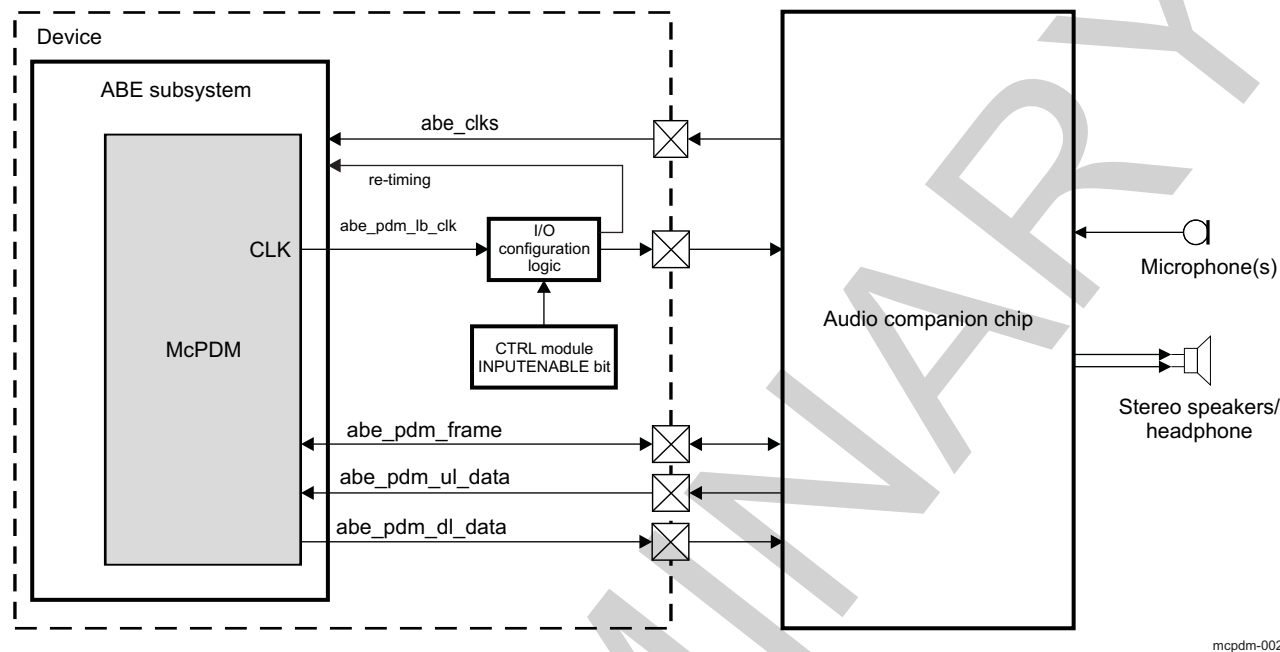 Device
ABE subsystem
abe_clks
re-timing
abe_pdm_lb_clk
CLK
I/O
configuration
logic
CTRL module
INPUTENABLE bit
McPDM
abe_pdm_frame
abe_pdm_ul_data
abe_pdm_dl_data
Audio companion chip
Microphone(s)
Stereo speakers/
headphone
mcpdm-002
MINARY